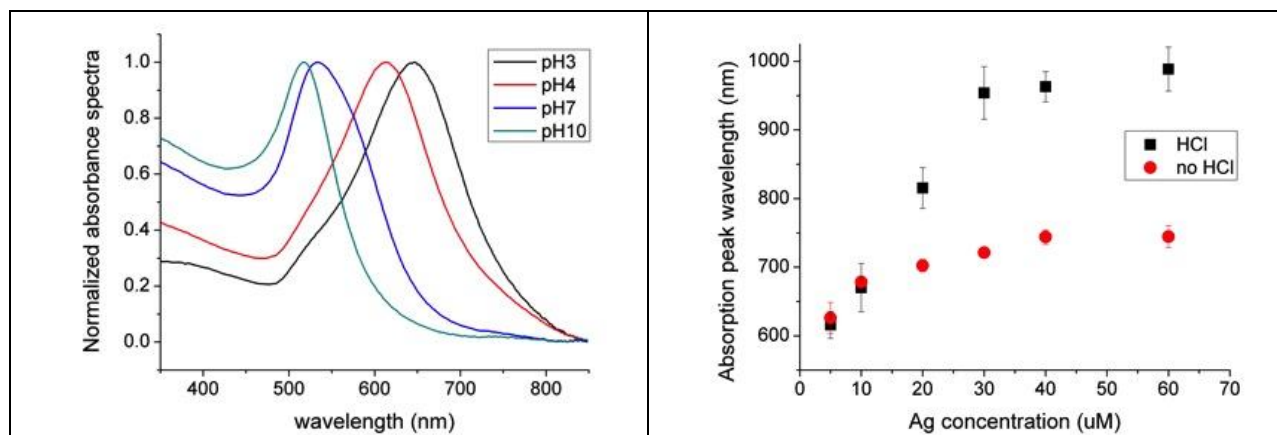 Normalized absorbance spectra
1.0
0.8
0.6
0.4
0.2
0.0
pH3
pH4
pH7
pH10
400 500 600 700 800
wavelength (nm)
Absorption peak wavelength (nm)
1000
900
800
700
600
HCl
no HCl
0 10 20 30 40 50 60 70
Ag concentration (uM)